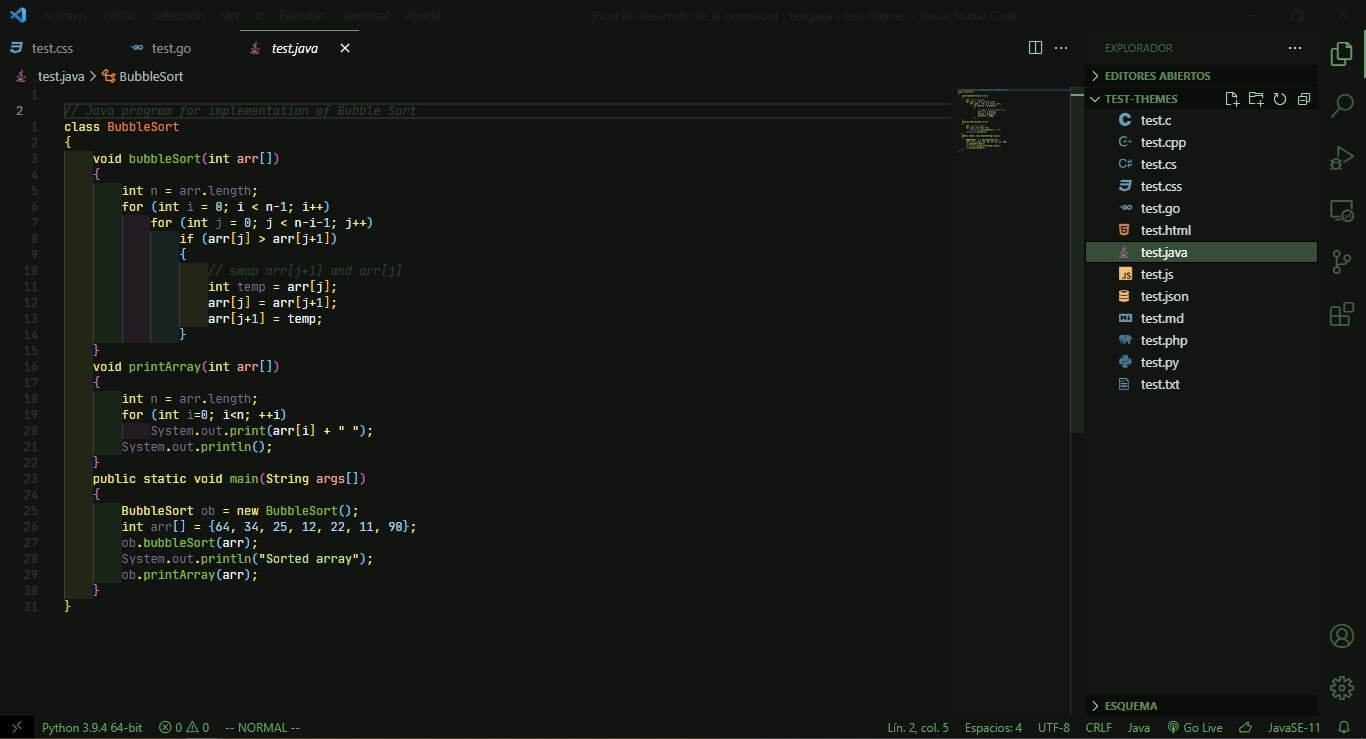 Archivo Editar Selección Ver Ir Ejecutar Terminal Ayuda [Host de desarrollo de la extensión] - test.java - test-themes - Visual Studio Code
test.css test.go test.java
test.java > BubbleSort
1
2 // Java program for implementation of Bubble Sort
1 class BubbleSort
2 {
3 void bubbleSort(int arr[])
4 {
5 int n = arr.length;
6 for (int i = 0; i < n-1; i++)
7 for (int j = 0; j < n-i-1; j++)
8 if (arr[j] > arr[j+1])
9 {
10 // swap arr[j+1] and arr[j]
11 int temp = arr[j];
12 arr[j] = arr[j+1];
13 arr[j+1] = temp;
14 }
15 }
16 void printArray(int arr[])
17 {
18 int n = arr.length;
19 for (int i=0; i<n; ++i)
20 System.out.print(arr[i] + " ");
21 System.out.println();
22 }
23 public static void main(String args[])
24 {
25 BubbleSort ob = new BubbleSort();
26 int arr[] = {64, 34, 25, 12, 22, 11, 90};
27 ob.bubbleSort(arr);
28 System.out.println("Sorted array");
29 ob.printArray(arr);
30 }
31 }
EXPLORADOR
EDITORES ABIERTOS
TEST-THEMES
test.c
test.cpp
test.cs
test.css
test.go
test.html
test.java
test.js
test.json
test.md
test.php
test.py
test.txt
ESQUEMA
Python 3.9.4 64-bit 0 0 -- NORMAL -- Lín. 2, col. 5 Espacios: 4 UTF-8 CRLF Java Go Live JavaSE-11